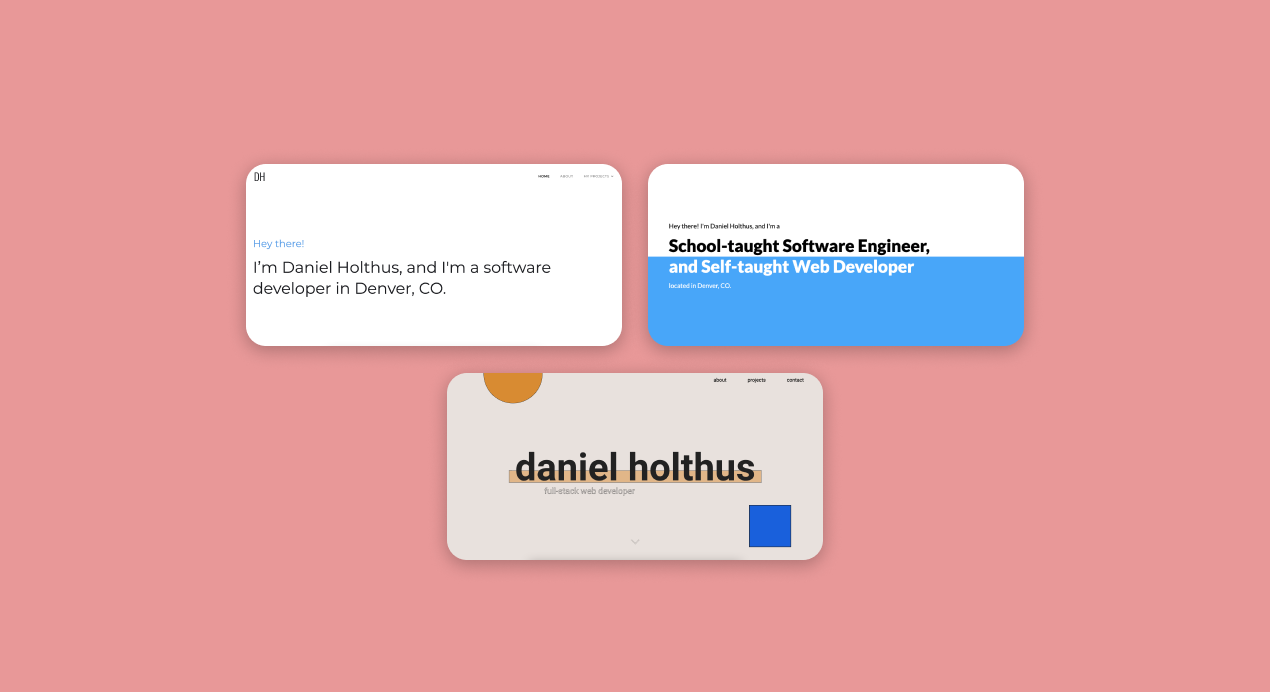 DH
HOME ABOUT MY PROJECTS
Hey there!
I'm Daniel Holthus, and I'm a software
developer in Denver, CO.
Hey there! I'm Daniel Holthus, and I'm a
School-taught Software Engineer,
and Self-taught Web Developer
located in Denver, CO.
about projects contact
daniel holthus
full-stack web developer